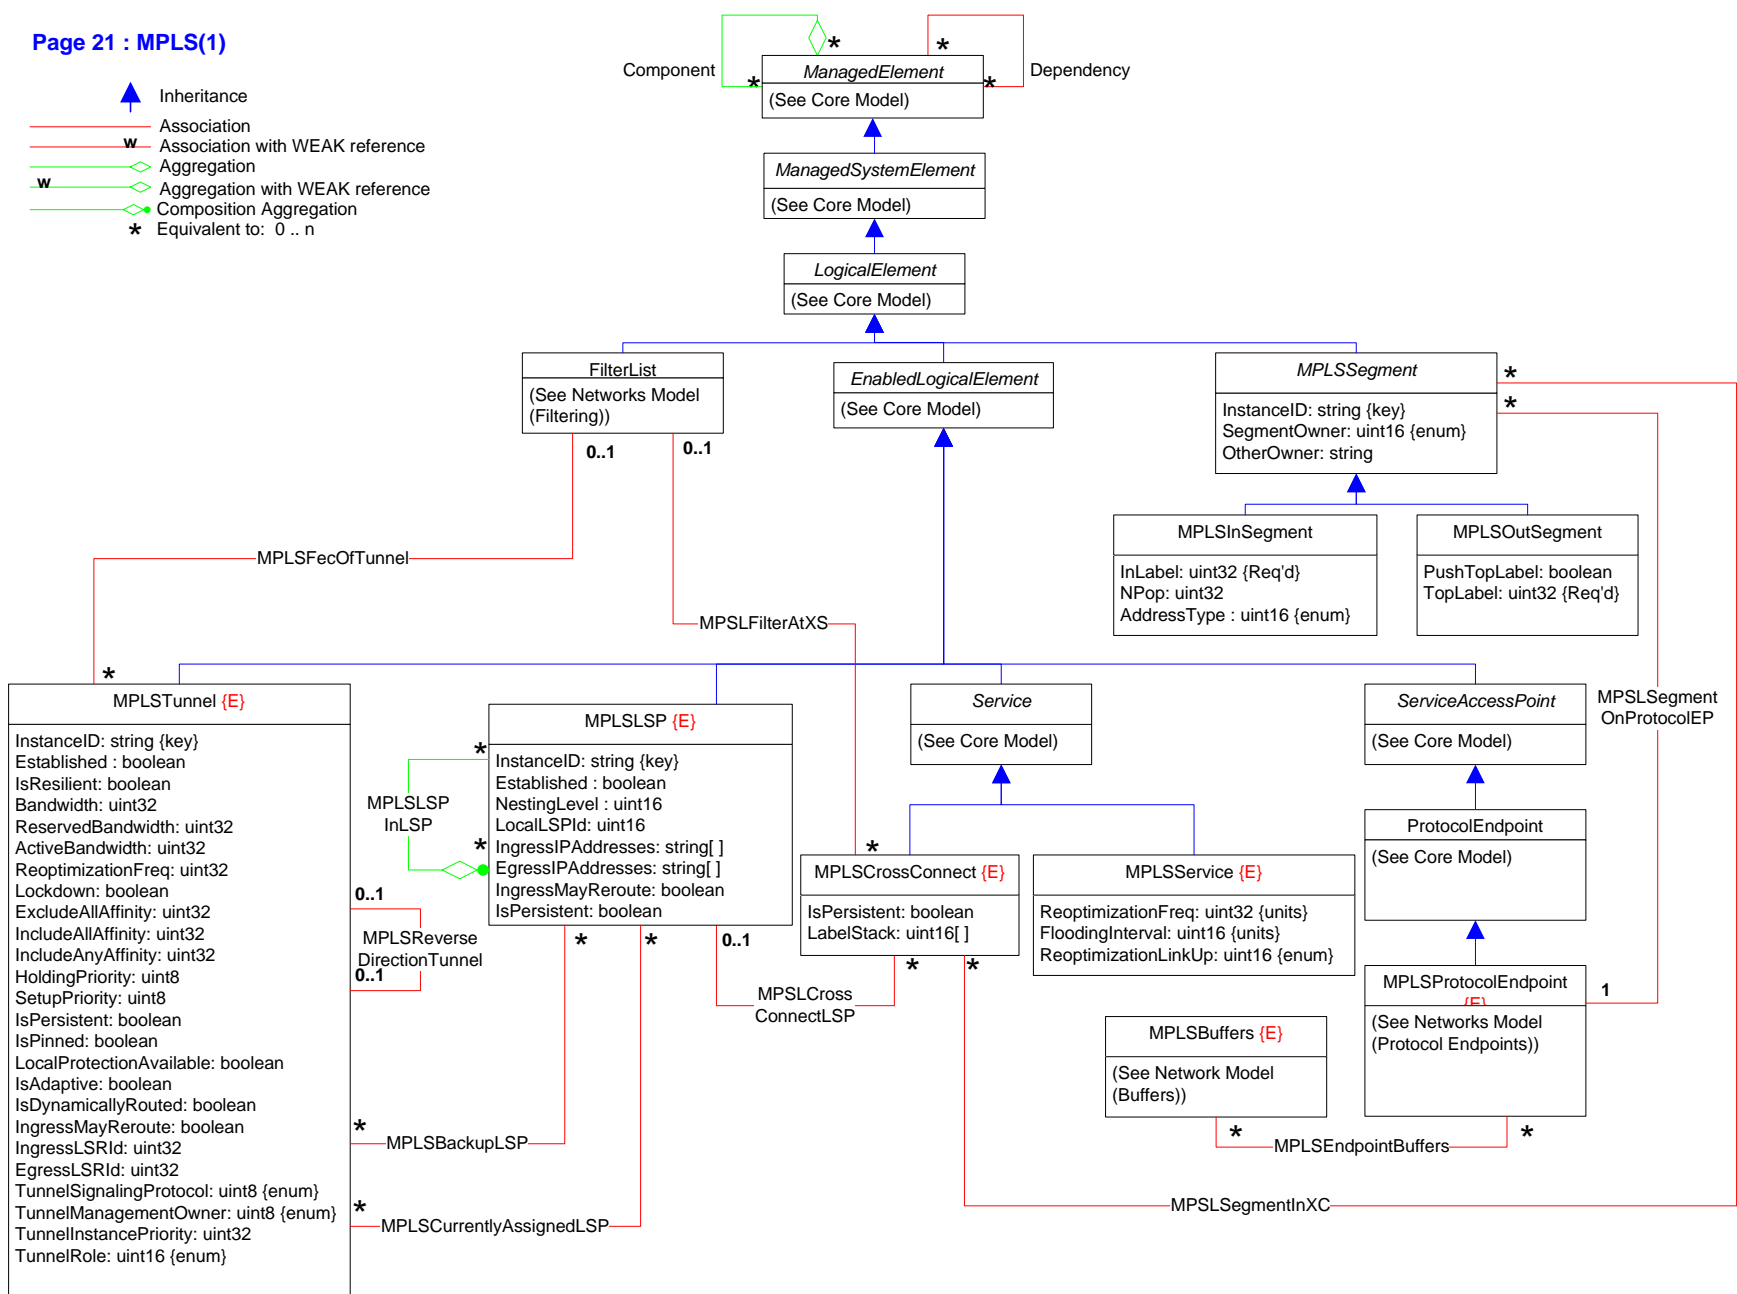 Page 21 : MPLS(1)
Inheritance
Association
w
Association with WEAK reference
Aggregation
w
Aggregation with WEAK reference
Composition Aggregation
* Equivalent to: 0 .. n
Component
*
*
*
*
Dependency
ManagedElement
(See Core Model)
ManagedSystemElement
(See Core Model)
LogicalElement
(See Core Model)
FilterList
(See Networks Model
(Filtering))
0..1
0..1
EnabledLogicalElement
(See Core Model)
MPLSSegment
InstanceID: string {key}
SegmentOwner: uint16 {enum}
OtherOwner: string
*
*
MPLSInSegment
InLabel: uint32 {Req'd}
NPop: uint32
AddressType : uint16 {enum}
MPLSOutSegment
PushTopLabel: boolean
TopLabel: uint32 {Req'd}
MPLSFecOfTunnel
MPSLFilterAtXS
*
MPLSTunnel {E}
InstanceID: string {key}
Established : boolean
IsResilient: boolean
Bandwidth: uint32
ReservedBandwidth: uint32
ActiveBandwidth: uint32
ReoptimizationFreq: uint32
Lockdown: boolean
ExcludeAllAffinity: uint32
IncludeAllAffinity: uint32
IncludeAnyAffinity: uint32
HoldingPriority: uint8
SetupPriority: uint8
IsPersistent: boolean
IsPinned: boolean
LocalProtectionAvailable: boolean
IsAdaptive: boolean
IsDynamicallyRouted: boolean
IngressMayReroute: boolean
IngressLSRId: uint32
EgressLSRId: uint32
TunnelSignalingProtocol: uint8 {enum}
TunnelManagementOwner: uint8 {enum}
TunnelInstancePriority: uint32
TunnelRole: uint16 {enum}
0..1
MPLSReverse
DirectionTunnel
0..1
*
MPLSBackupLSP
*
MPLSCurrentlyAssignedLSP
MPLSLSP
InLSP
*
*
MPLSLSP {E}
InstanceID: string {key}
Established : boolean
NestingLevel : uint16
LocalLSPId: uint16
IngressIPAddresses: string[ ]
EgressIPAddresses: string[ ]
IngressMayReroute: boolean
IsPersistent: boolean
*
*
0..1
MPSLCross
ConnectLSP
Service
(See Core Model)
*
MPLSCrossConnect {E}
IsPersistent: boolean
LabelStack: uint16[ ]
*
*
MPLSService {E}
ReoptimizationFreq: uint32 {units}
FloodingInterval: uint16 {units}
ReoptimizationLinkUp: uint16 {enum}
ServiceAccessPoint
(See Core Model)
MPSLSegment
OnProtocolEP
ProtocolEndpoint
(See Core Model)
MPLSProtocolEndpoint
{E}
(See Networks Model
(Protocol Endpoints))
1
MPLSBuffers {E}
(See Network Model
(Buffers))
*
MPLSEndpointBuffers
*
MPSLSegmentInXC